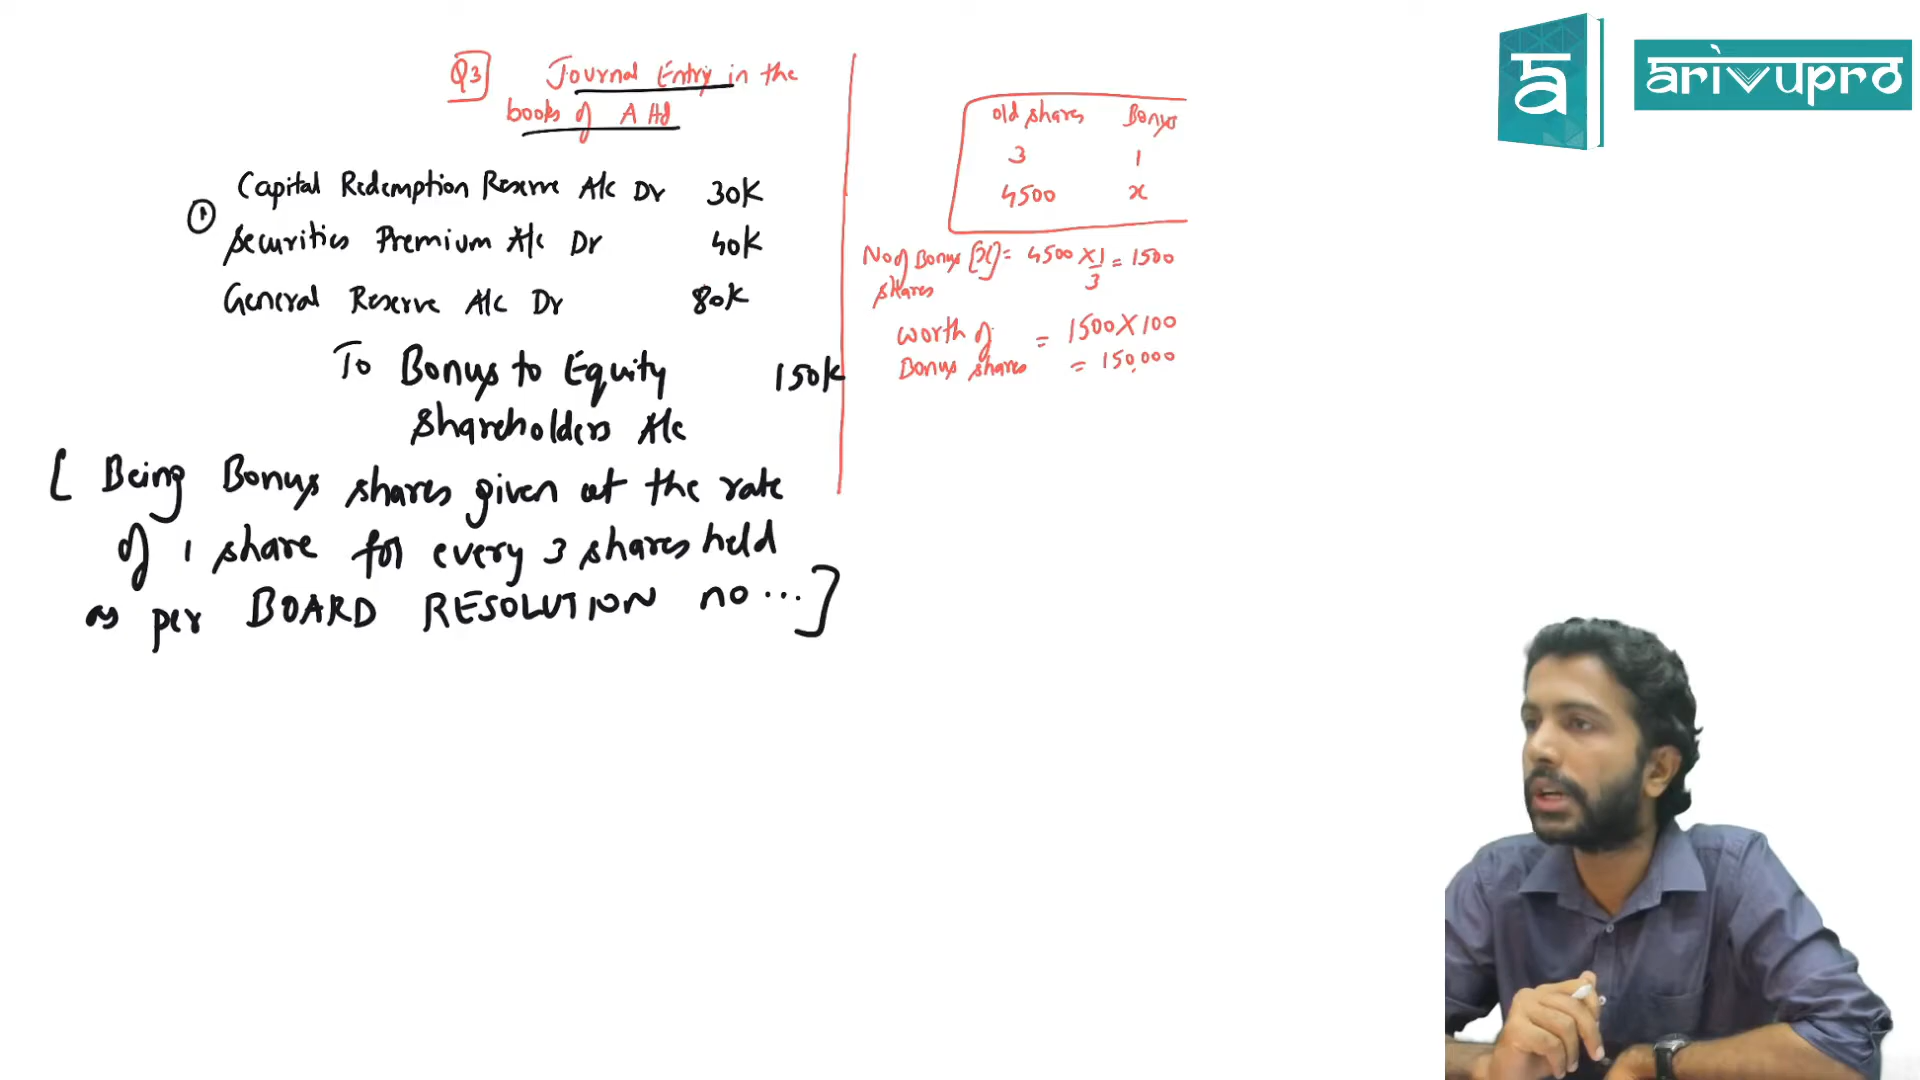 Q3 Journal Entry in the
books of A Ltd
① Capital Redemption Reserve A/c Dr 30K
Securities Premium A/c Dr 40K
General Reserve A/c Dr 80K
To Bonus to Equity 150K
Shareholders A/c
[ Being Bonus shares given at the rate
of 1 share for every 3 shares held
as per BOARD RESOLUTION no ... ]
old shares Bonus
3 1
4500 x
No of Bonus [x] = 4500 X 1/3 = 1500
shares
worth of = 1500 X 100
Bonus shares = 150,000
arivupro